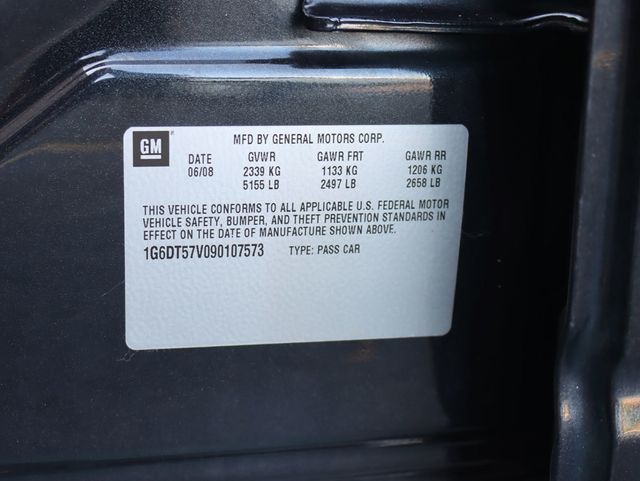 GM MFD BY GENERAL MOTORS CORP.
DATE GVWR GAWR FRT GAWR RR
06/08 2339 KG 1133 KG 1206 KG
5155 LB 2497 LB 2658 LB
THIS VEHICLE CONFORMS TO ALL APPLICABLE U.S. FEDERAL MOTOR
VEHICLE SAFETY, BUMPER, AND THEFT PREVENTION STANDARDS IN
EFFECT ON THE DATE OF MANUFACTURE SHOWN ABOVE.
1G6DT57V090107573 TYPE: PASS CAR